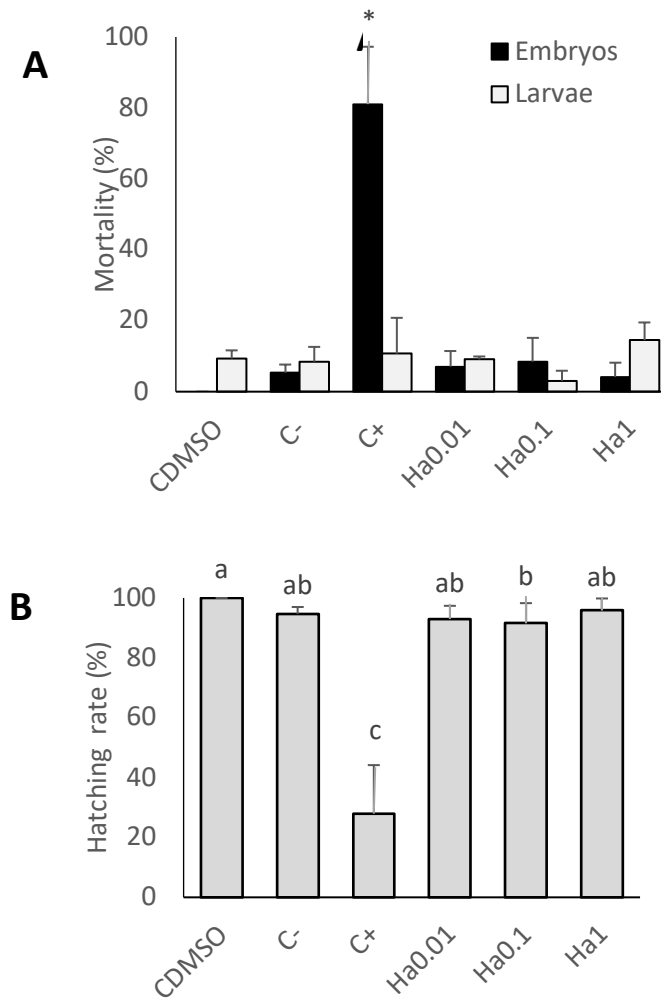 A
*
100
80
60
40
20
0
Mortality (%)
Embryos
Larvae
CDMSO
C-
C+
Ha0.01
Ha0.1
Ha1
B
a
ab
c
ab
b
ab
100
80
60
40
20
0
Hatching rate (%)
CDMSO
C-
C+
Ha0.01
Ha0.1
Ha1